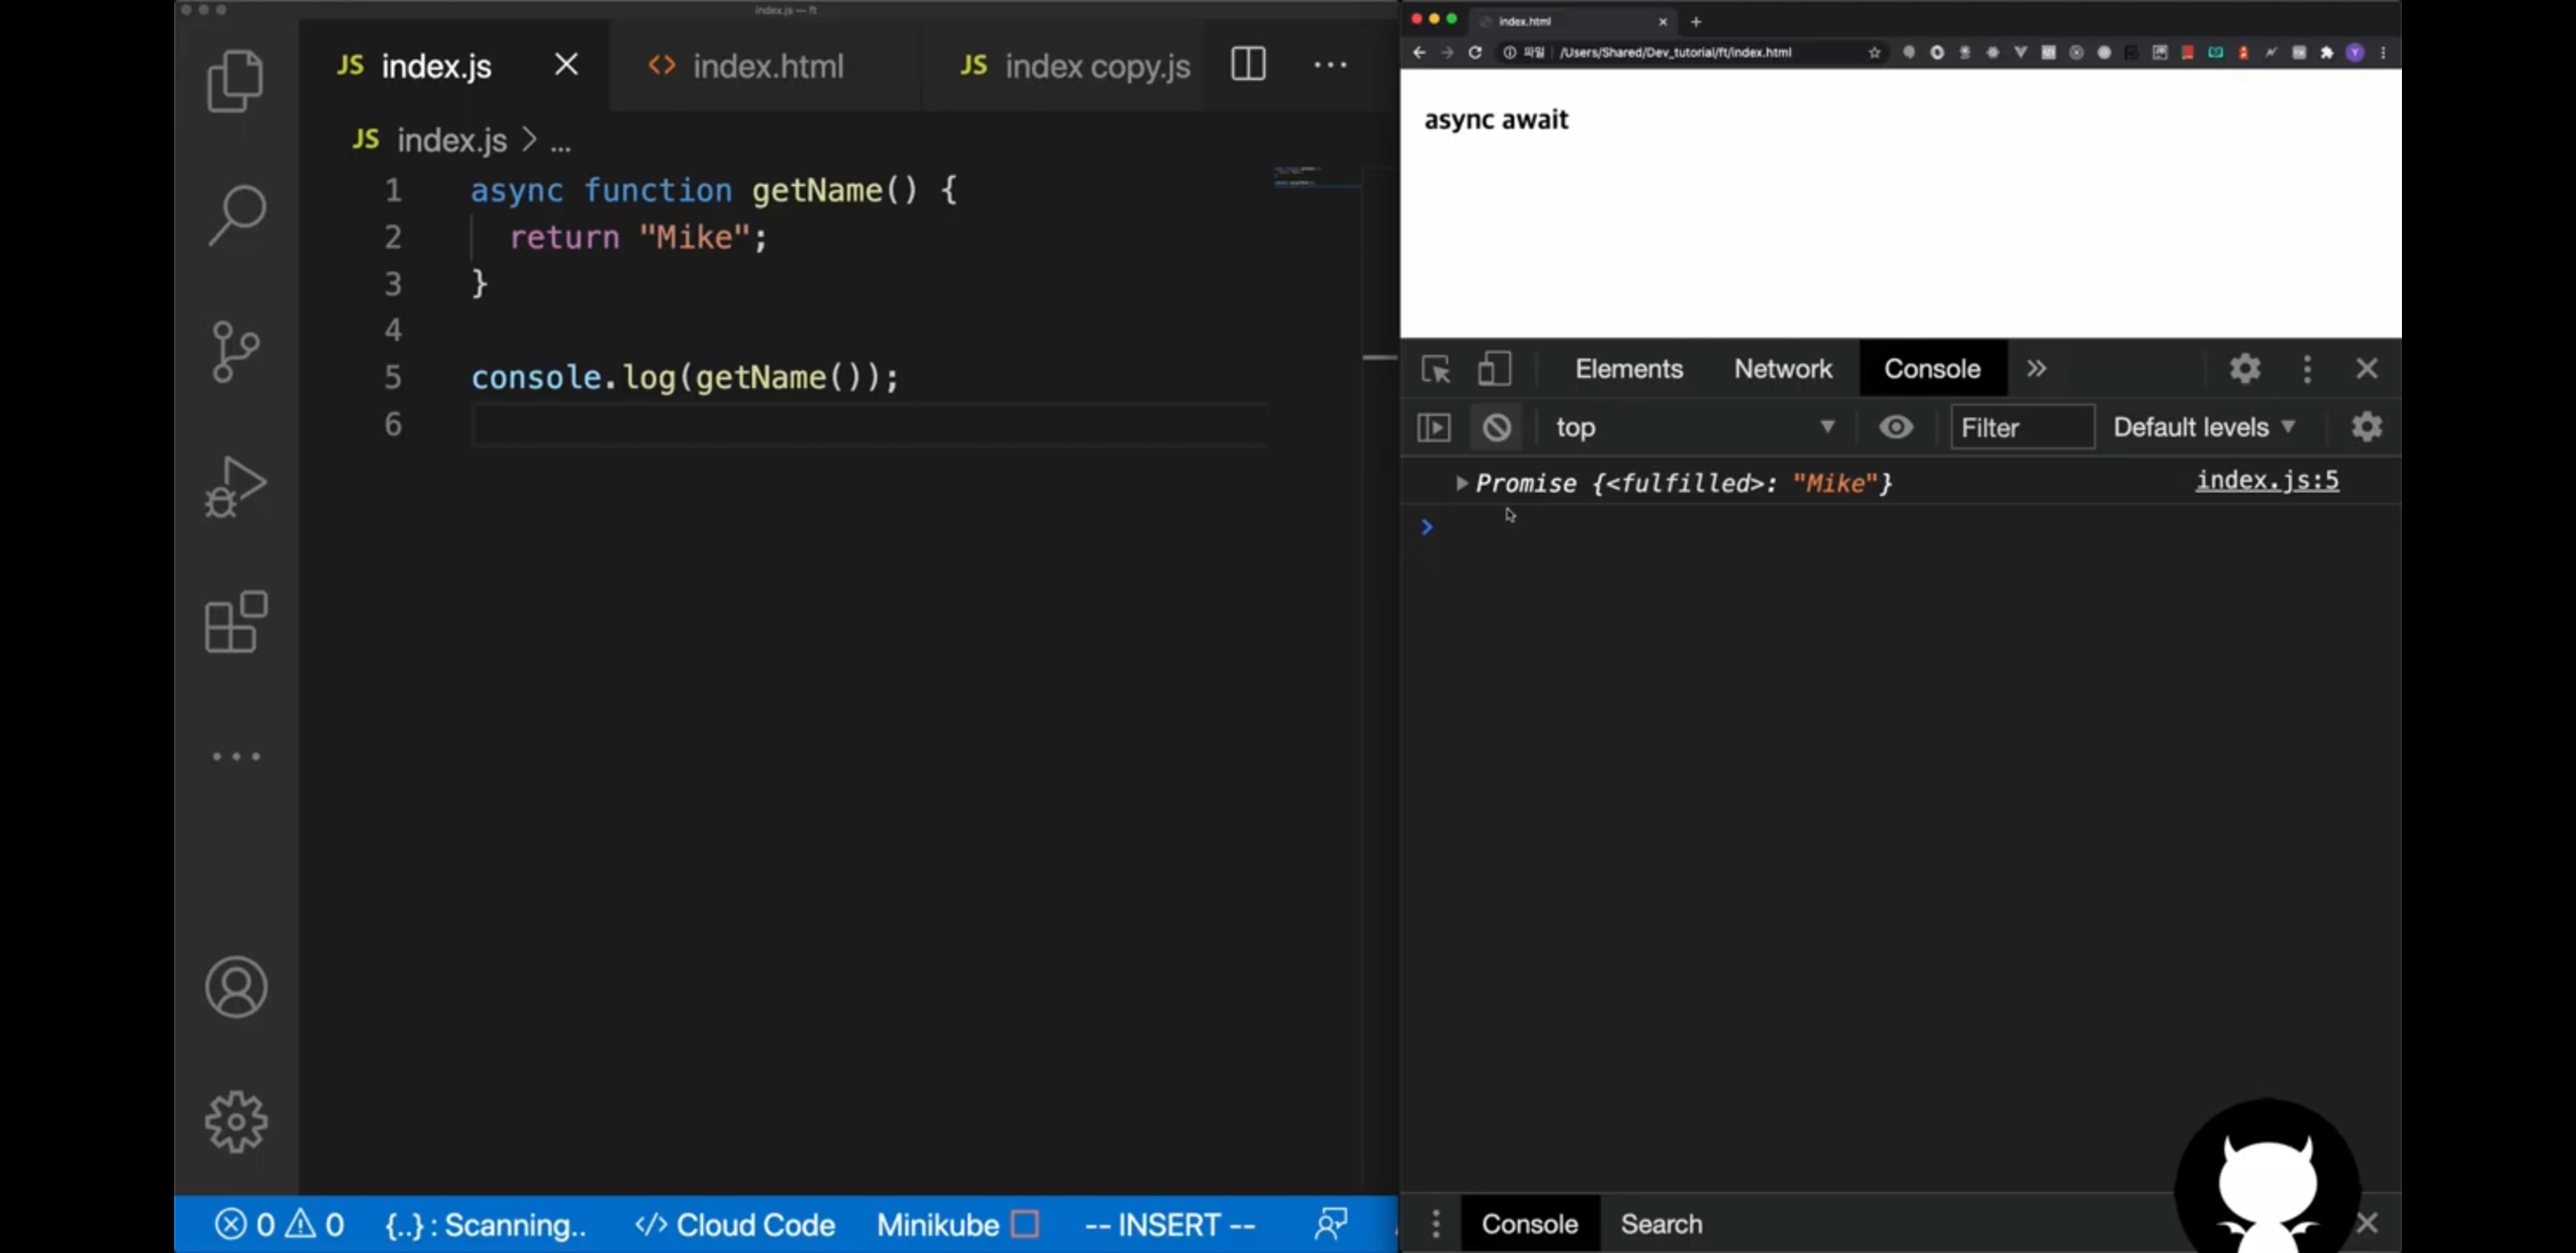 index.js — ft
JS index.js
<> index.html
JS index copy.js
JS index.js > ...
1 async function getName() {
2 return "Mike";
3 }
4
5 console.log(getName());
6
0 0
{..} : Scanning..
</> Cloud Code
Minikube
-- INSERT --
index.html
파일 | /Users/Shared/Dev_tutorial/ft/index.html
async await
Elements Network Console
top
Filter
Default levels
Promise {<fulfilled>: "Mike"} index.js:5
Console Search